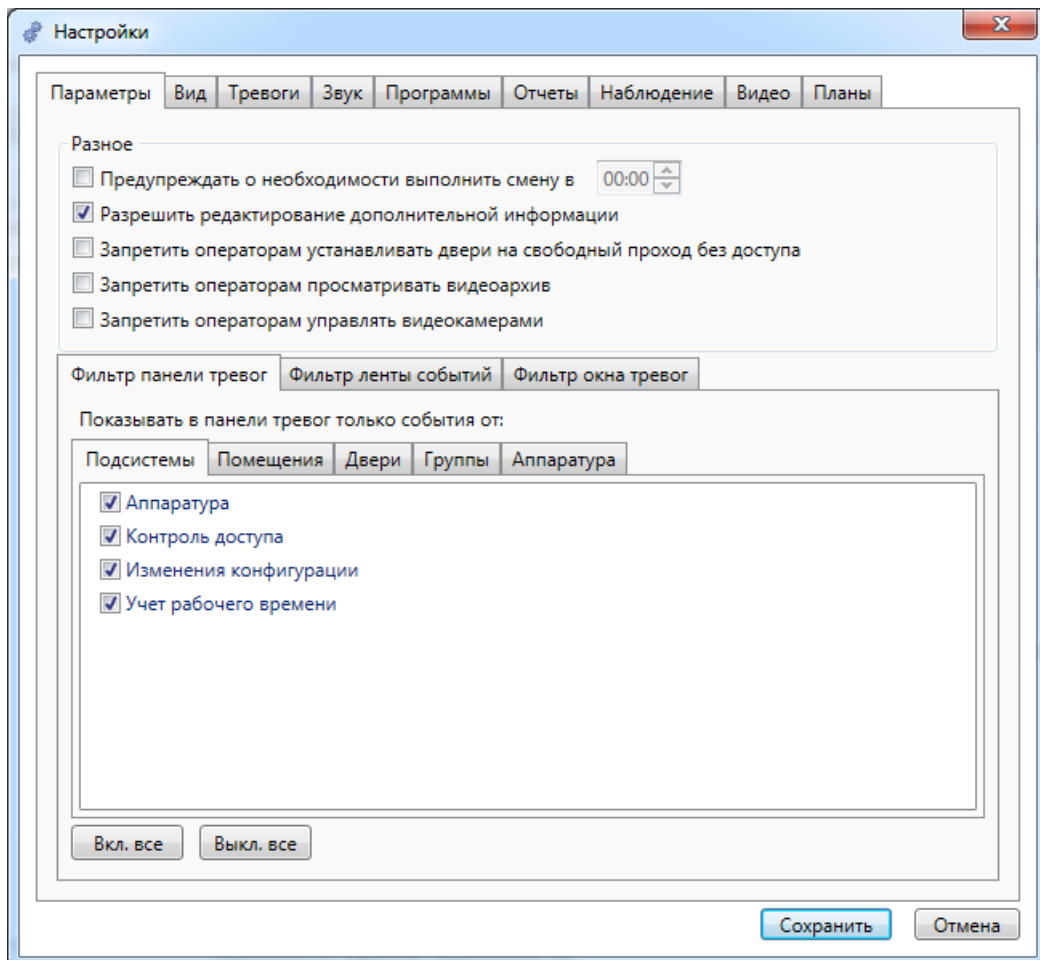 Настройки
Параметры Вид Тревоги Звук Программы Отчеты Наблюдение Видео Планы
Разное
Предупреждать о необходимости выполнить смену в 00:00
Разрешить редактирование дополнительной информации
Запретить операторам устанавливать двери на свободный проход без доступа
Запретить операторам просматривать видеоархив
Запретить операторам управлять видеокамерами
Фильтр панели тревог Фильтр ленты событий Фильтр окна тревог
Показывать в панели тревог только события от:
Подсистемы Помещения Двери Группы Аппаратура
Аппаратура
Контроль доступа
Изменения конфигурации
Учет рабочего времени
Вкл. все Выкл. все
Сохранить Отмена